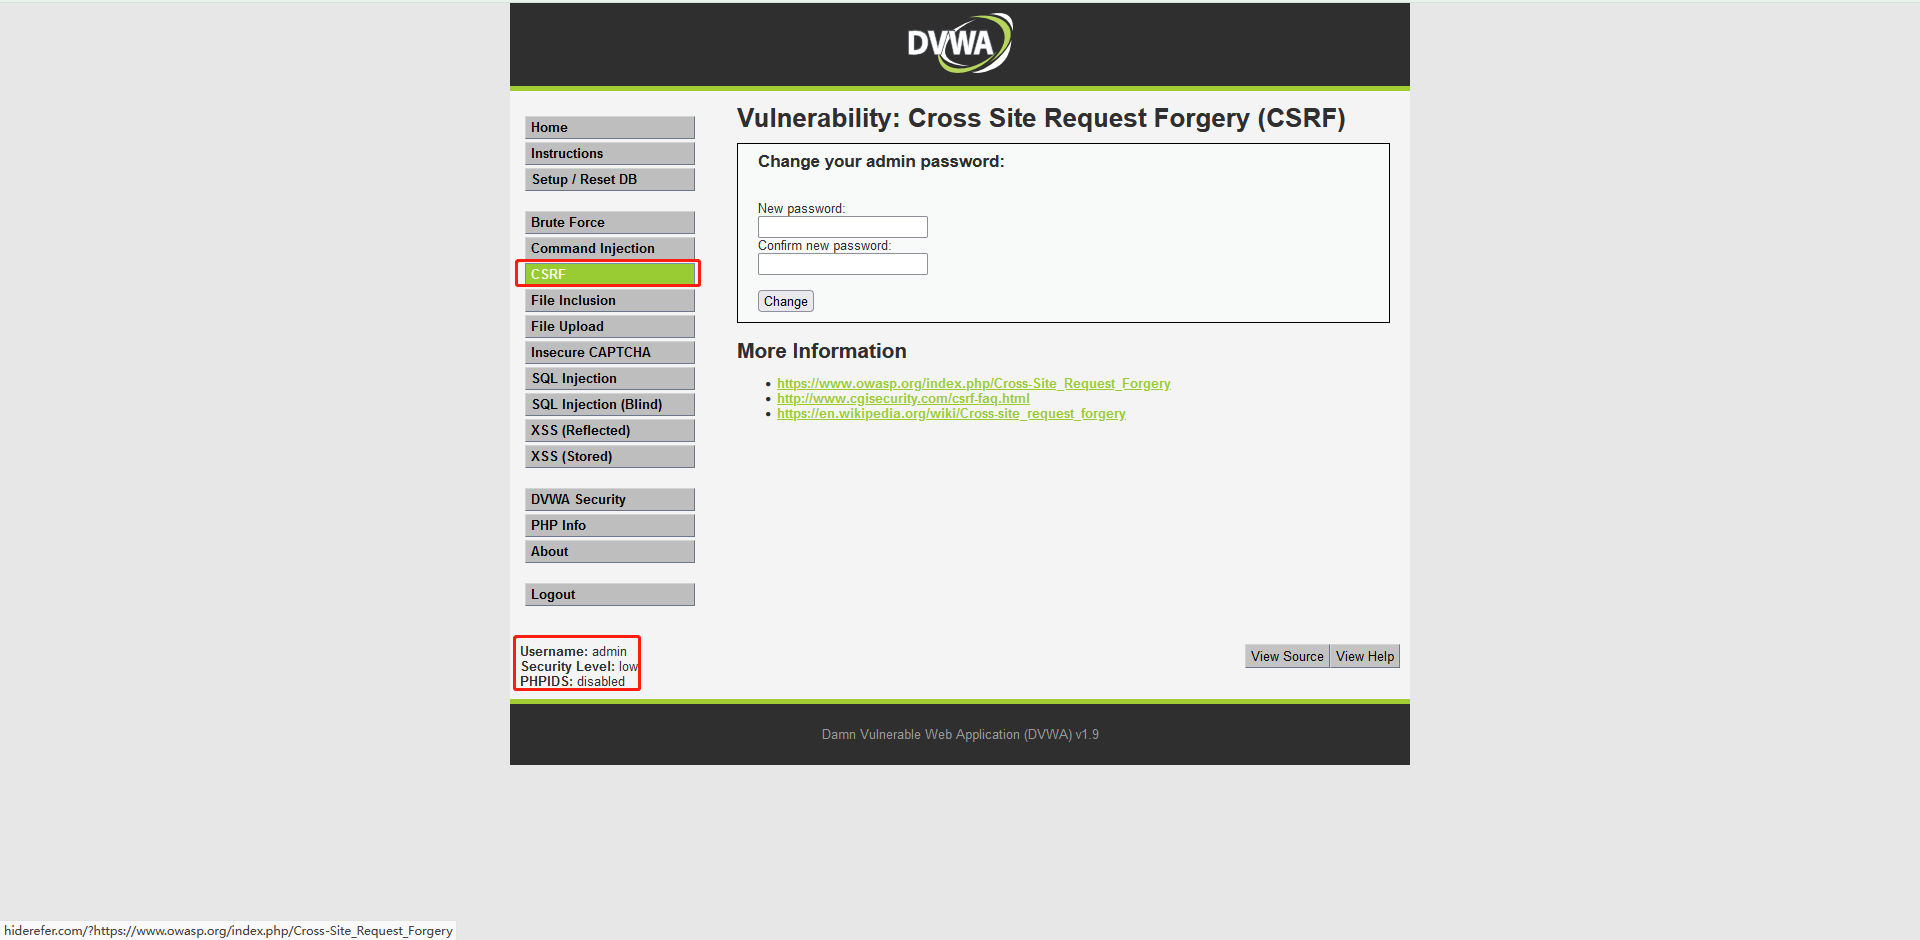 DVWA
Vulnerability: Cross Site Request Forgery (CSRF)
Home
Instructions
Setup / Reset DB
Brute Force
Command Injection
CSRF
File Inclusion
File Upload
Insecure CAPTCHA
SQL Injection
SQL Injection (Blind)
XSS (Reflected)
XSS (Stored)
DVWA Security
PHP Info
About
Logout
Change your admin password:
New password:
Confirm new password:
Change
More Information
https://www.owasp.org/index.php/Cross-Site_Request_Forgery
http://www.cgisecurity.com/csrf-faq.html
https://en.wikipedia.org/wiki/Cross-site_request_forgery
Username: admin
Security Level: low
PHPIDS: disabled
View Source
View Help
Damn Vulnerable Web Application (DVWA) v1.9
hiderefer.com/?https://www.owasp.org/index.php/Cross-Site_Request_Forgery